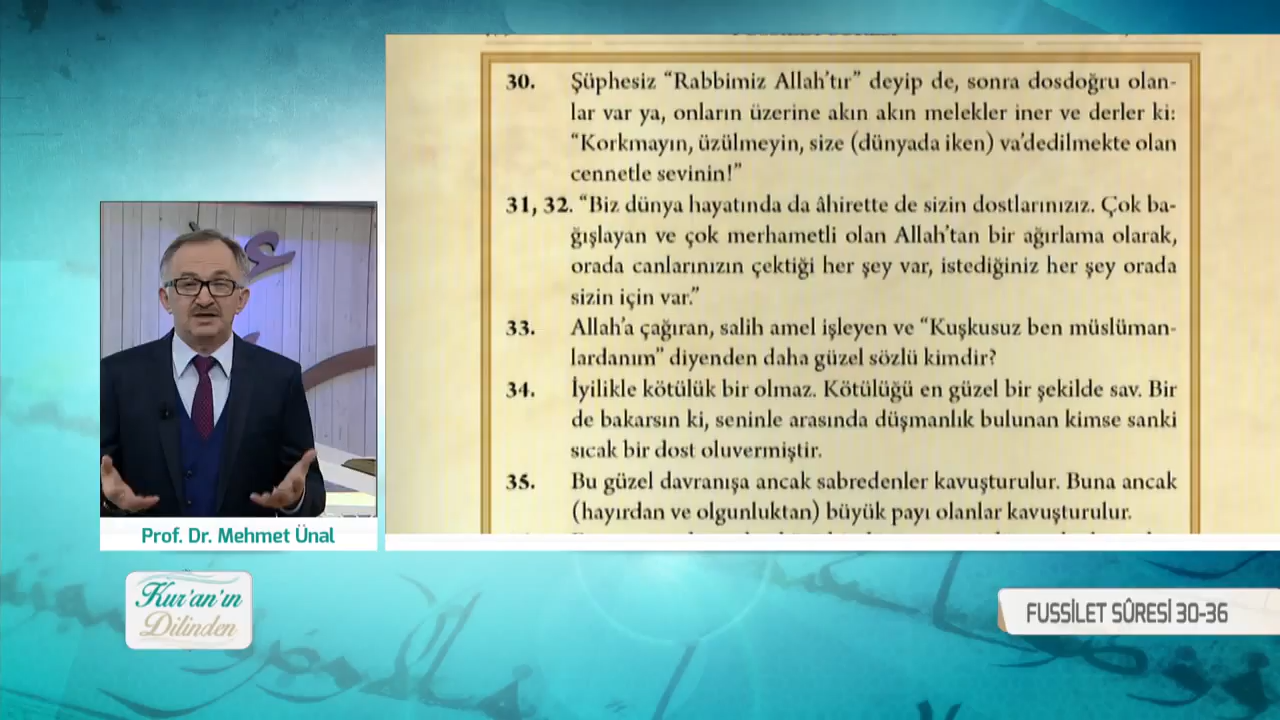 30. Şüphesiz “Rabbimiz Allah’tır” deyip de, sonra dosdoğru olan-
lar var ya, onların üzerine akın akın melekler iner ve derler ki:
“Korkmayın, üzülmeyin, size (dünyada iken) va’dedilmekte olan
cennetle sevinin!”
31, 32. “Biz dünya hayatında da âhirette de sizin dostlarınızız. Çok ba-
ğışlayan ve çok merhametli olan Allah’tan bir ağırlama olarak,
orada canlarınızın çektiği her şey var, istediğiniz her şey orada
sizin için var.”
33. Allah’a çağıran, salih amel işleyen ve “Kuşkusuz ben müslüman-
lardanım” diyenden daha güzel sözlü kimdir?
34. İyilikle kötülük bir olmaz. Kötülüğü en güzel bir şekilde sav. Bir
de bakarsın ki, seninle arasında düşmanlık bulunan kimse sanki
sıcak bir dost oluvermiştir.
35. Bu güzel davranışa ancak sabredenler kavuşturulur. Buna ancak
(hayırdan ve olgunluktan) büyük payı olanlar kavuşturulur.
Prof. Dr. Mehmet Ünal
Kur'an'ın
Dilinden
FUSSİLET SÛRESİ 30-36